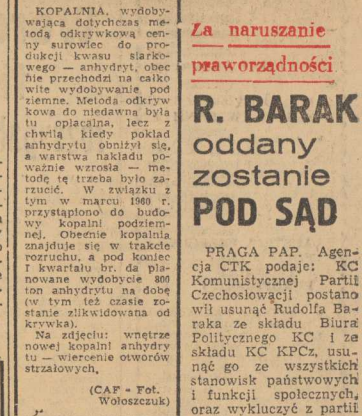 KOPALNIA, wydoby-
wająca dotychczas me-
todą odkrywkową cen-
ny surowiec do pro-
dukcji kwasu siarko-
wego — anhydryt, obec
nie przechodzi na całko
wite wydobywanie pod
ziemne. Metoda odkryw
kowa do niedawna była
tu opłacalna, lecz z
chwilą kiedy pokład
anhydrytu obniżył się,
a warstwa nakładu po-
ważnie wzrosła — me-
todę tę trzeba było za-
rzucić. W związku z
tym w marcu 1960 r.
przystąpiono do budo-
wy kopalni podziem-
nej. Obecnie kopalnia
znajduje się w trakcie
rozruchu, a pod koniec
I kwartału br. da pla-
nowane wydobycie 800
ton anhydrytu na dobę
(w tym też czasie zo-
stanie zlikwidowana od
krywka).
Na zdjęciu: wnętrze
nowej kopalni anhydry
tu — wiercenie otworów
strzałowych.
(CAF - Fot.
Wołoszczuk)
Za naruszanie
praworządności
R. BARAK
oddany
zostanie
POD SĄD
PRAGA PAP. Agen-
cja CTK podaje: KC
Komunistycznej Partii
Czechosłowacji postano
wił usunąć Rudolfa Ba-
raka ze składu Biura
Politycznego KC i ze
składu KC KPCz, usu-
nąć go ze wszystkich
stanowisk państwowych
i funkcji społecznych,
oraz wykluczyć z partii